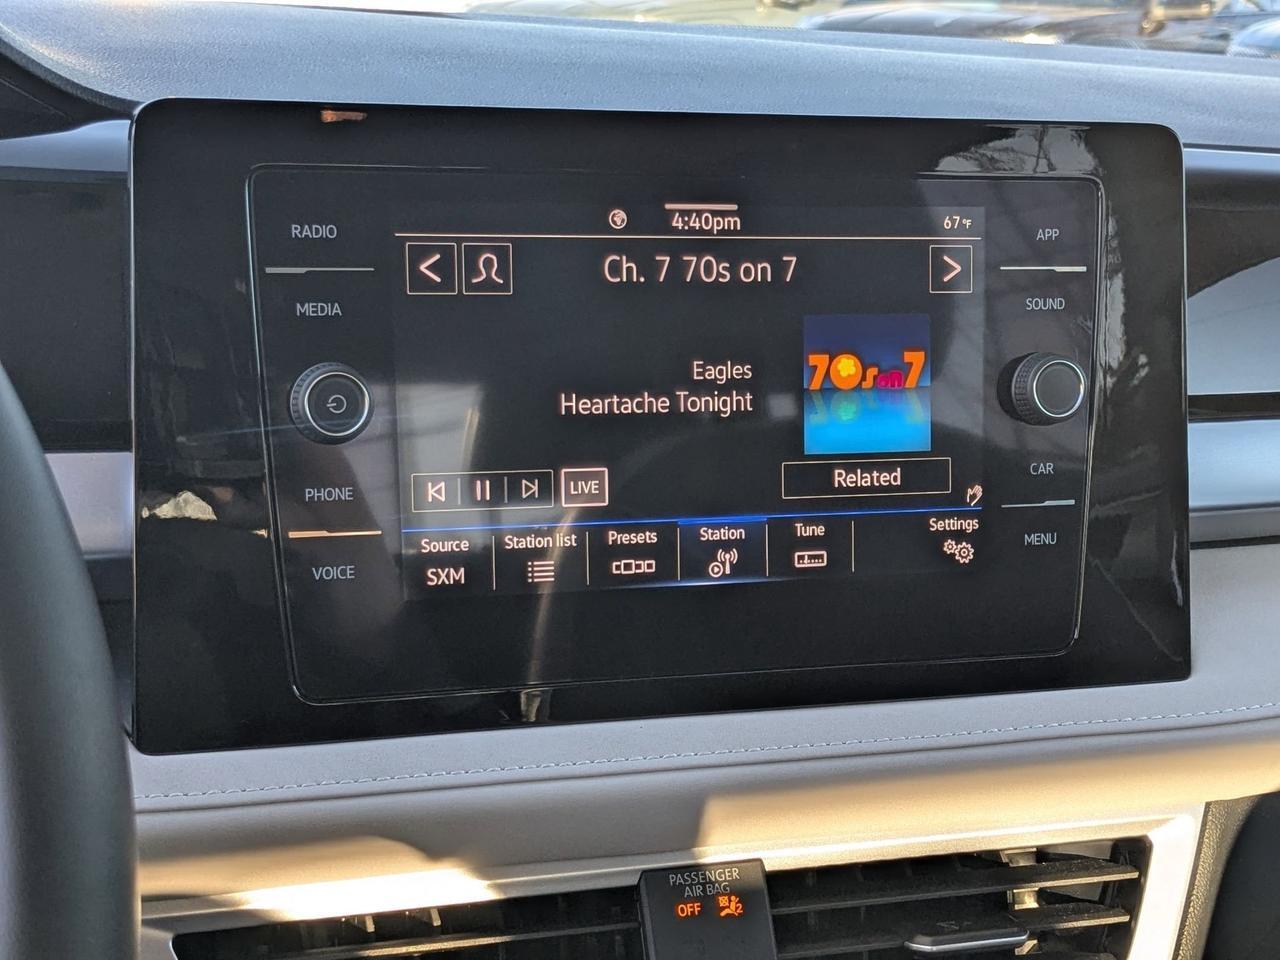 RADIO
MEDIA
PHONE
VOICE
4:40pm
67°F
Ch. 7 70s on 7
Eagles
Heartache Tonight
70s on 7
LIVE
Related
Source
SXM
Station list
Presets
Station
Tune
Settings
APP
SOUND
CAR
MENU
PASSENGER
AIR BAG
OFF
2